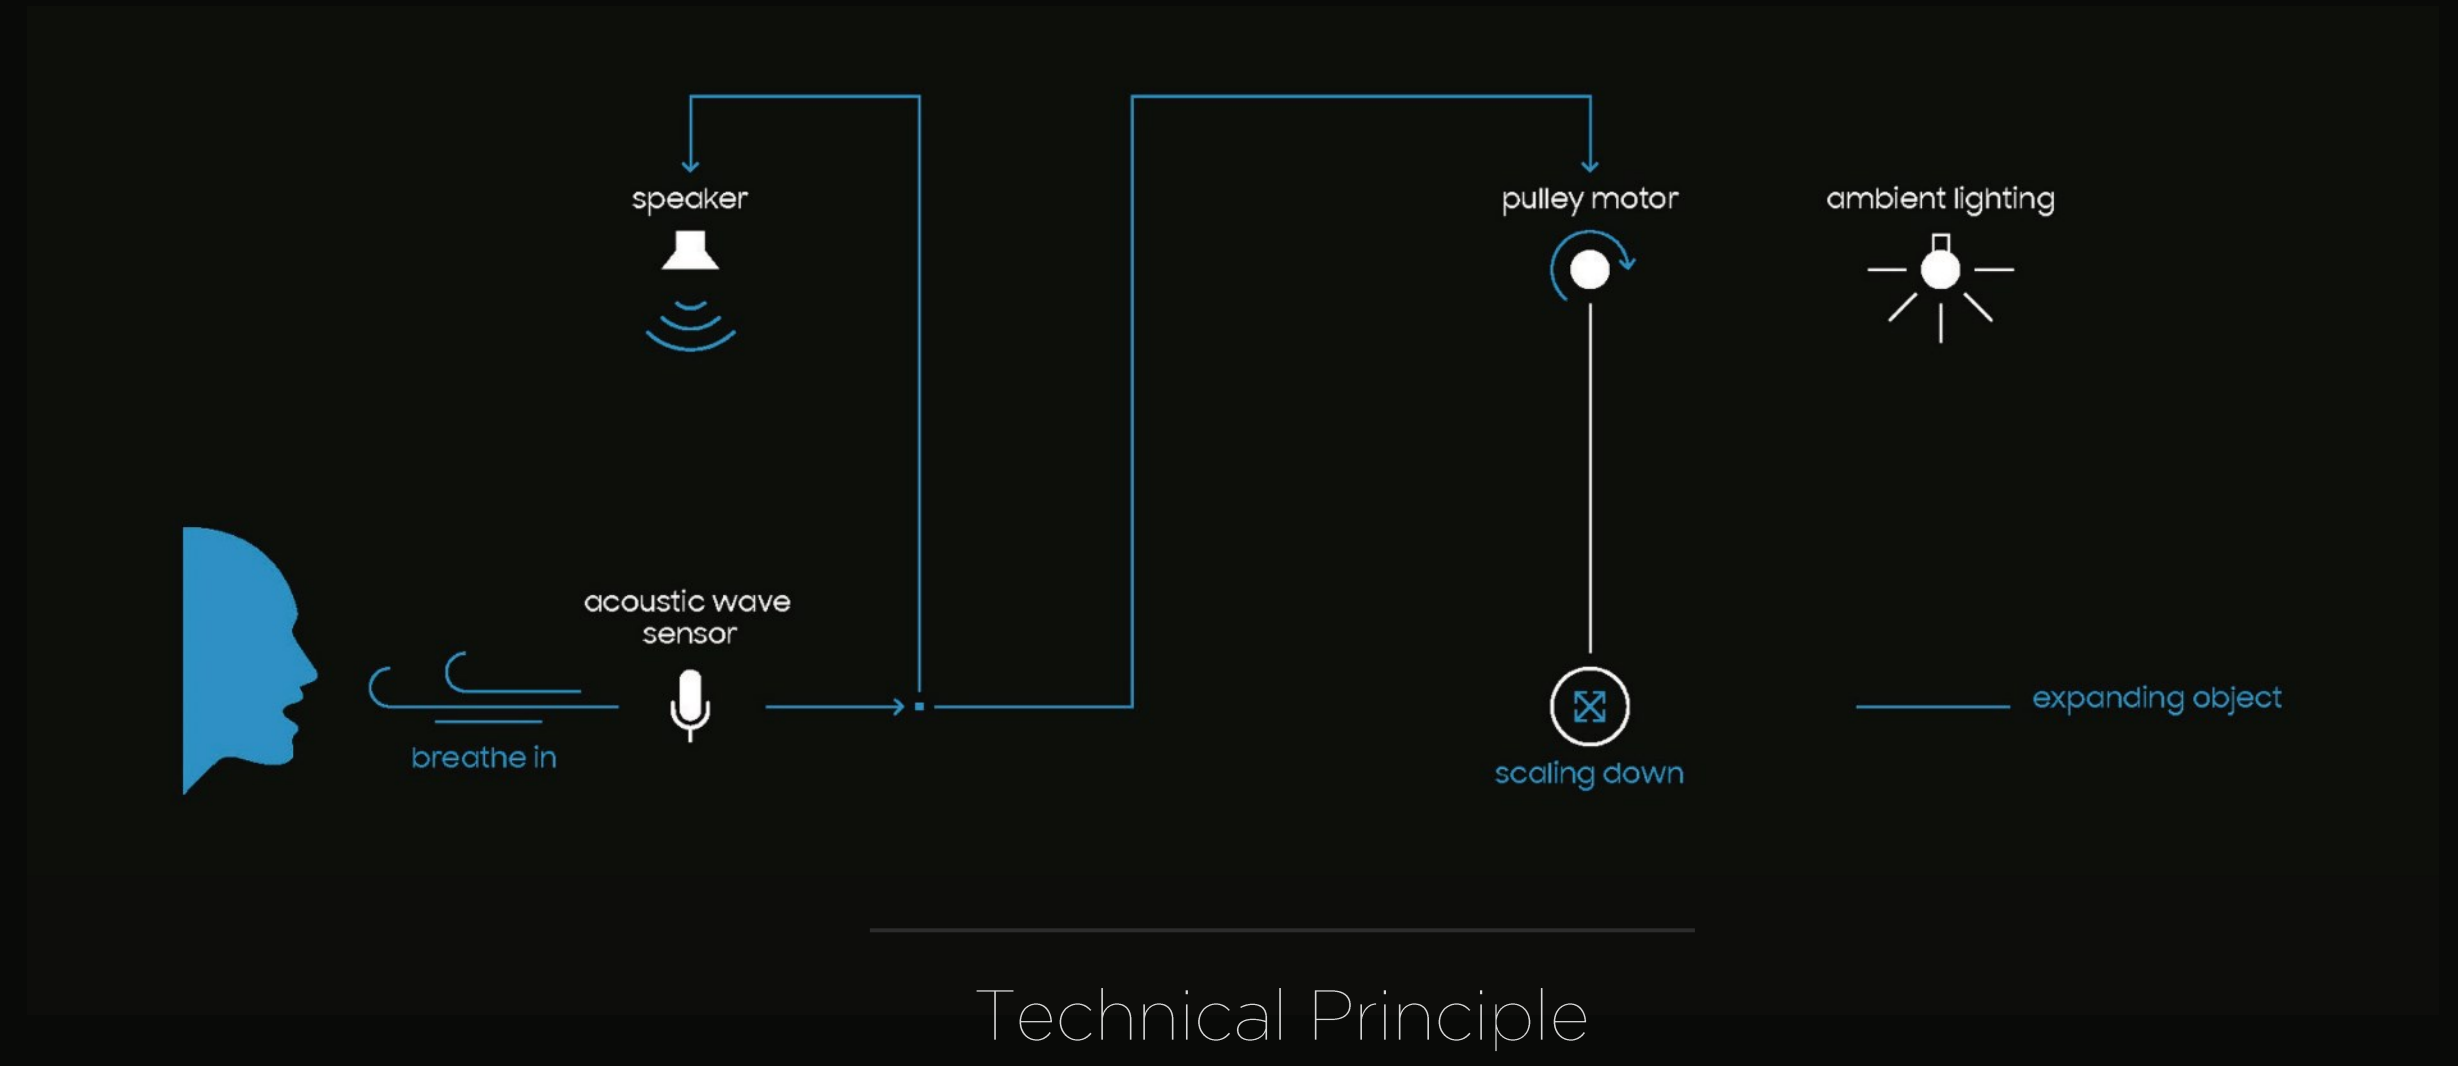 speaker
pulley motor
ambient lighting
acoustic wave
sensor
breathe in
expanding object
scaling down
Technical Principle